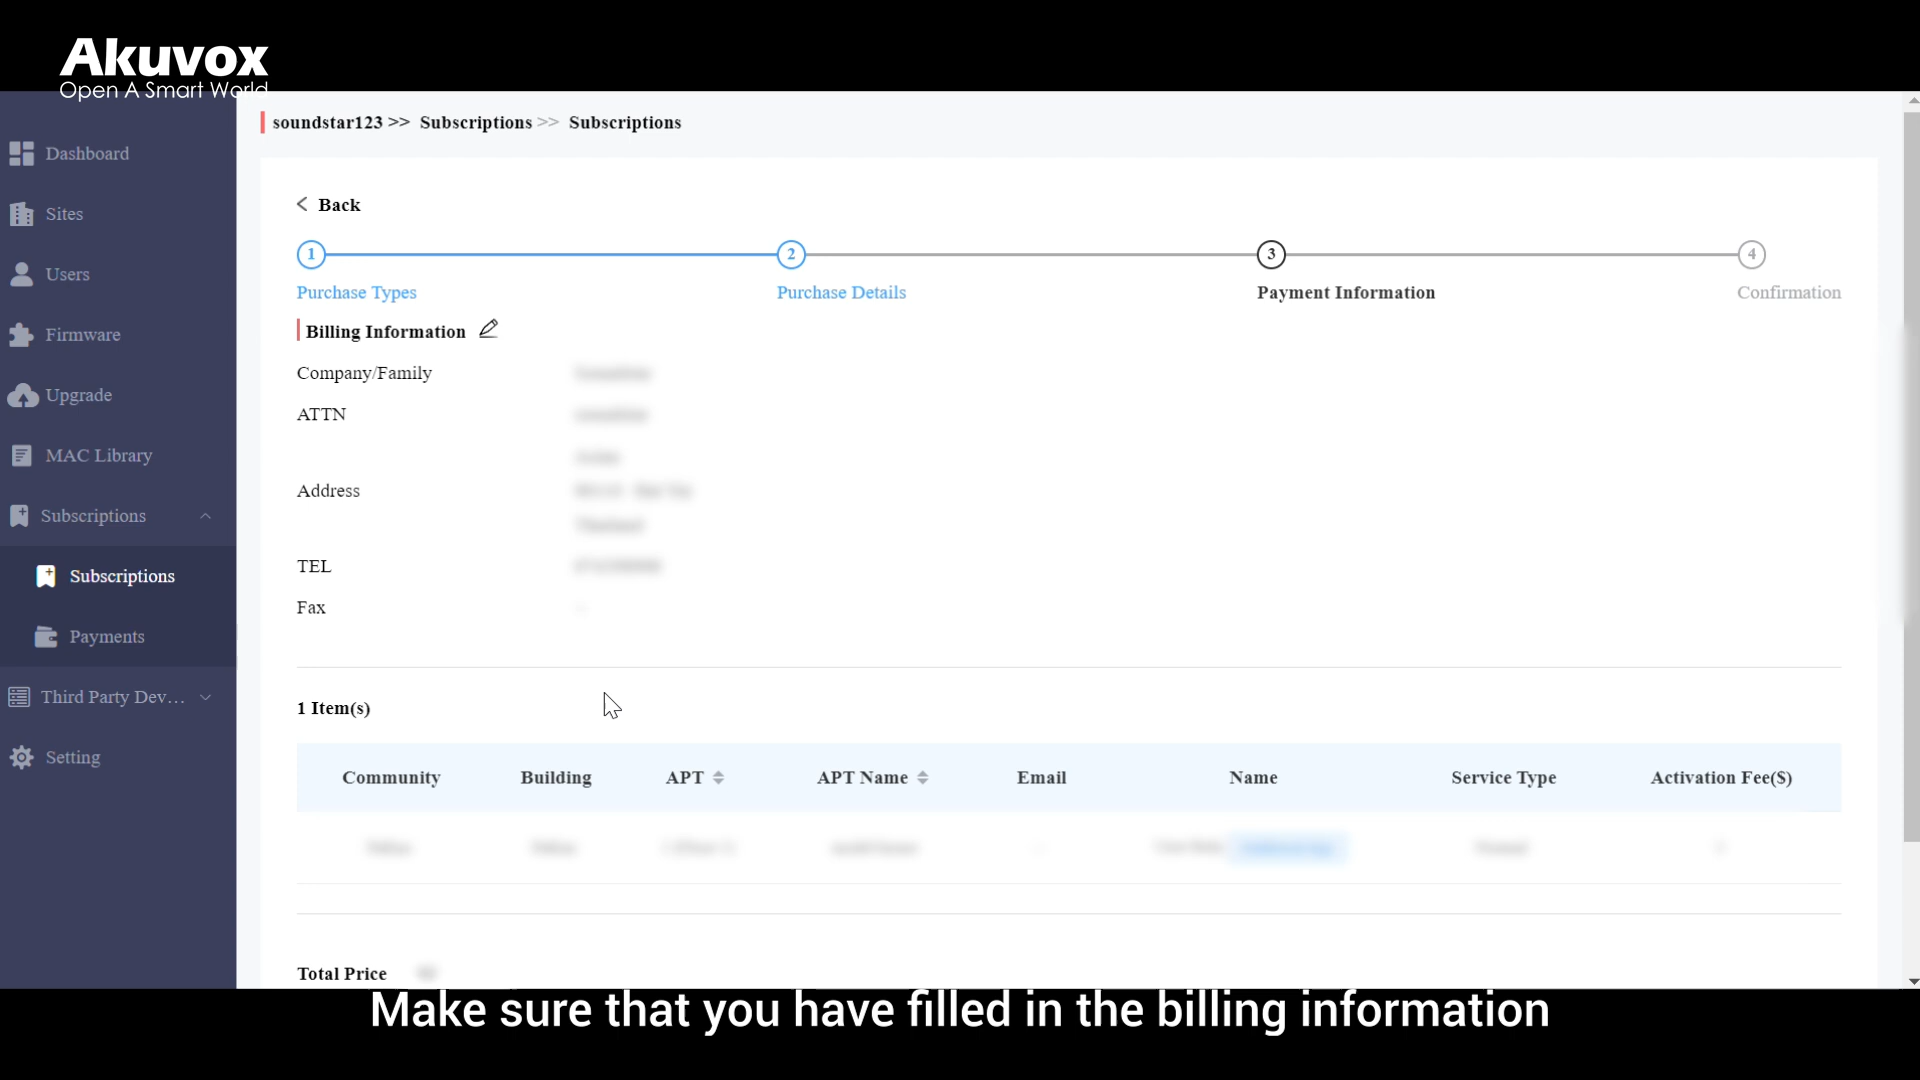 Akuvox
Open A Smart World
soundstar123 >> Subscriptions >> Subscriptions
Dashboard
Sites
Users
Firmware
Upgrade
MAC Library
Subscriptions
Subscriptions
Payments
Third Party Dev...
Setting
< Back
1 2 3 4
Purchase Types Purchase Details Payment Information Confirmation
Billing Information
Company/Family
ATTN
Address
TEL
Fax
1 Item(s)
Community Building APT APT Name Email Name Service Type Activation Fee($)
Total Price
Make sure that you have filled in the billing information